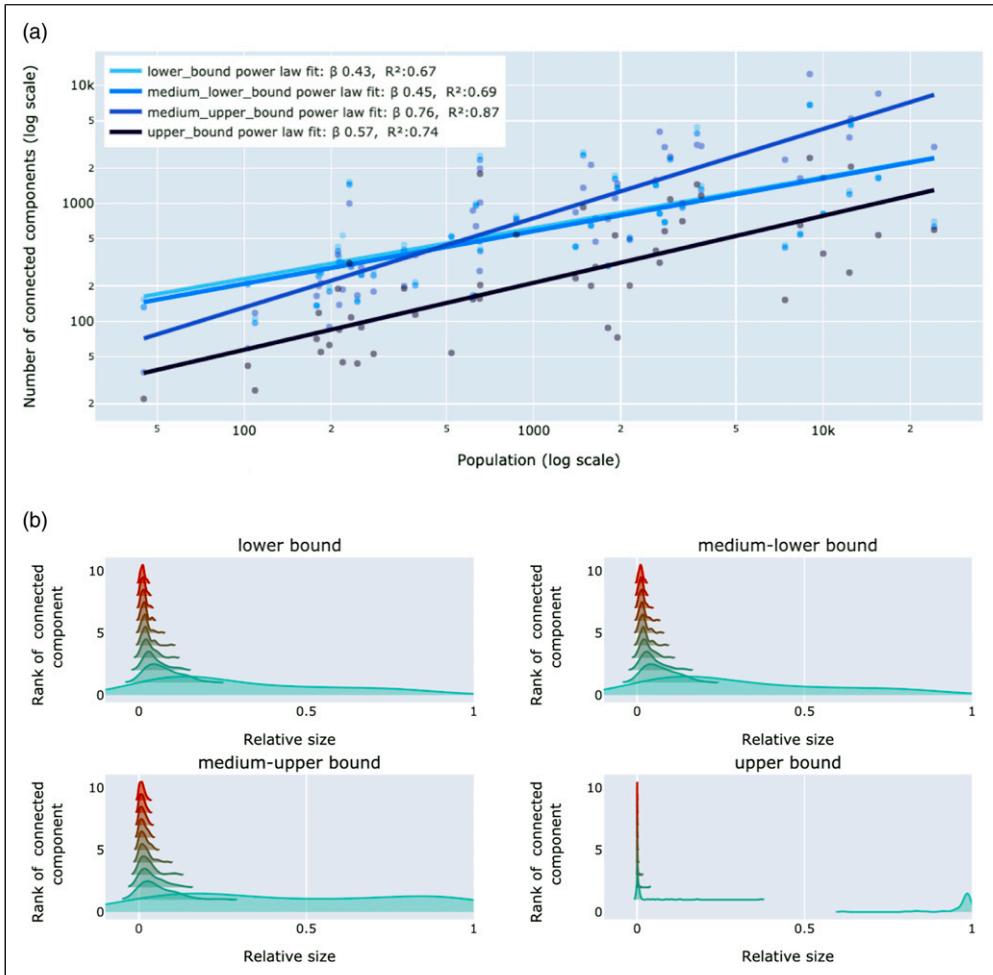 (a)
lower_bound power law fit: β 0.43, R²:0.67
medium_lower_bound power law fit: β 0.45, R²:0.69
medium_upper_bound power law fit: β 0.76, R²:0.87
upper_bound power law fit: β 0.57, R²:0.74
Number of connected components (log scale)
10k
5
2
1000
5
2
100
5
2
5
100
2
5
1000
2
5
10k
2
Population (log scale)
(b)
lower bound
Rank of connected
component
10
5
0
0
0.5
1
Relative size
medium-lower bound
Rank of connected
component
10
5
0
0
0.5
1
Relative size
medium-upper bound
Rank of connected
component
10
5
0
0
0.5
1
Relative size
upper bound
Rank of connected
component
10
5
0
0
0.5
1
Relative size